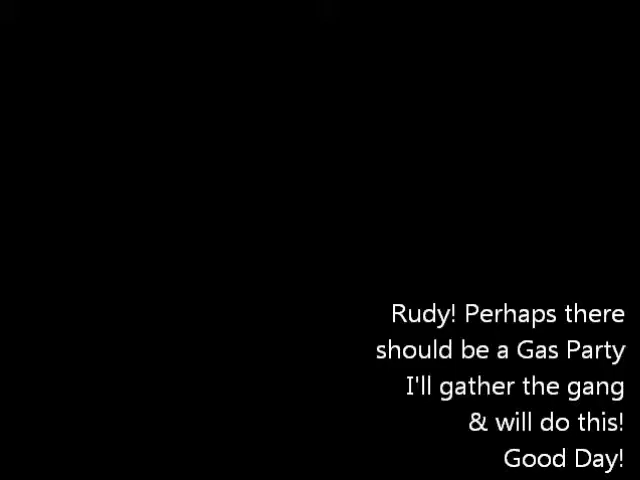 Rudy! Perhaps there
should be a Gas Party
I'll gather the gang
& will do this!
Good Day!